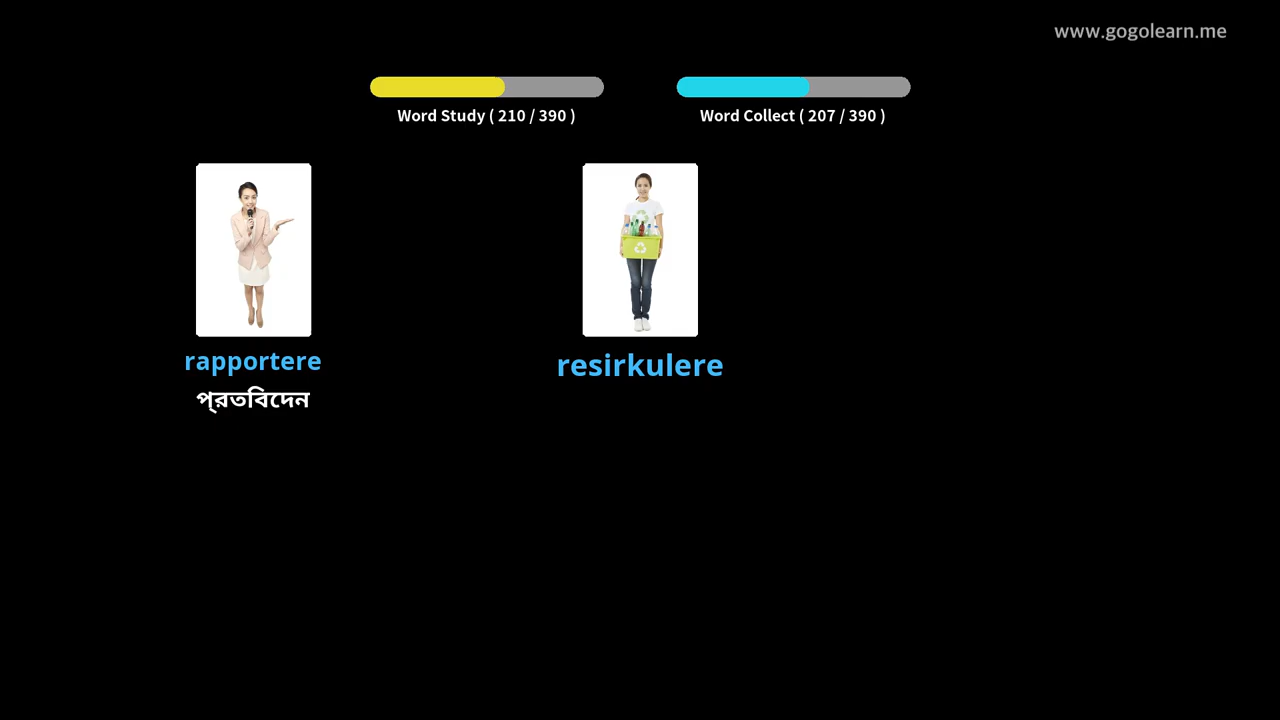 www.gogolearn.me
Word Study ( 210 / 390 )
Word Collect ( 207 / 390 )
rapportere
প্রতিবেদন
resirkulere